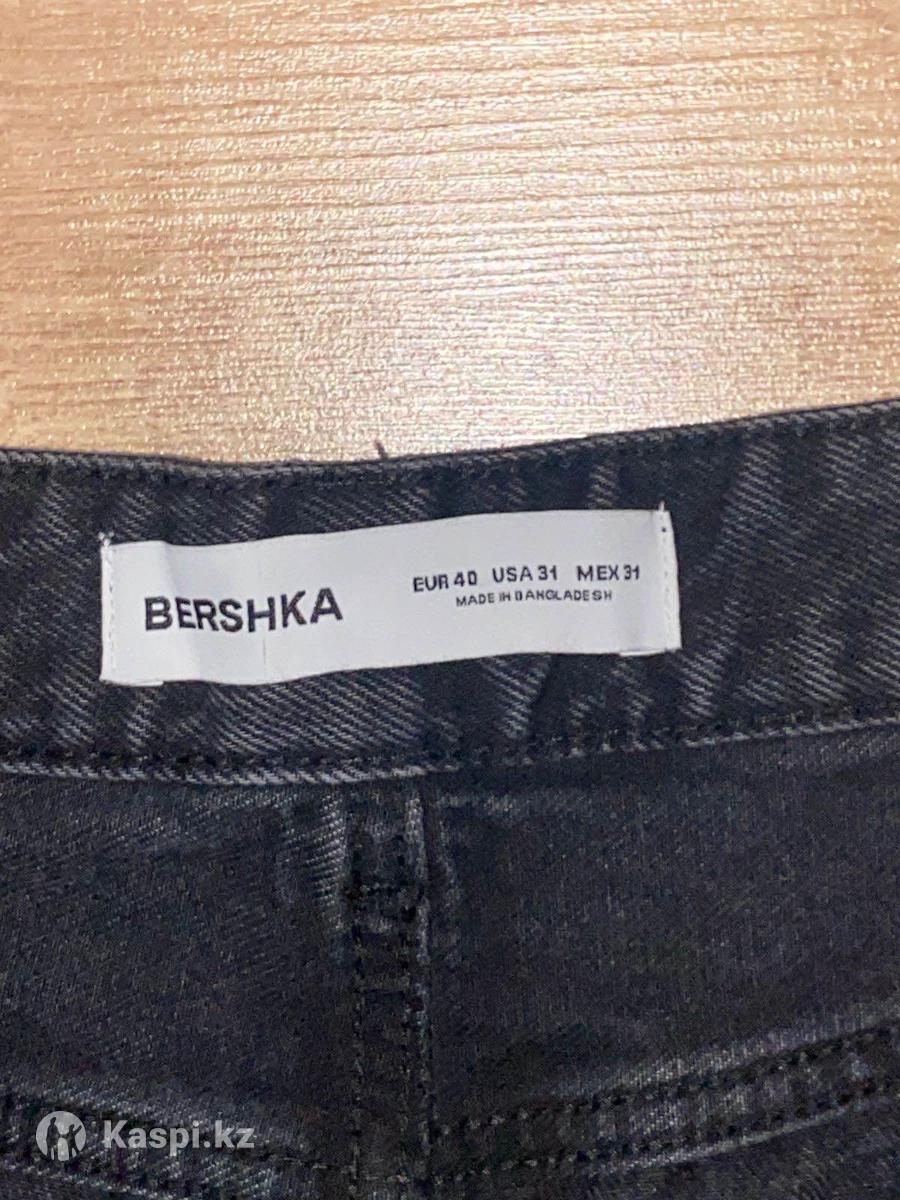 BERSHKA
EUR 40 USA 31 MEX 31
MADE IN BANGLADESH
Kaspi.kz